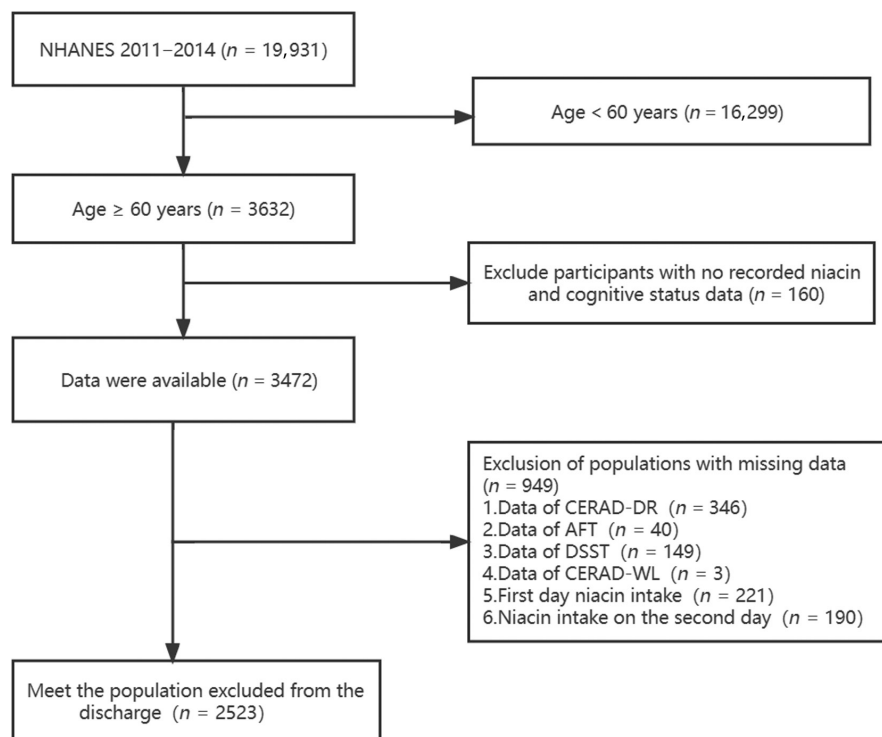 NHANES 2011–2014 (n = 19,931)
Age < 60 years (n = 16,299)
Age ≥ 60 years (n = 3632)
Exclude participants with no recorded niacin
and cognitive status data (n = 160)
Data were available (n = 3472)
Exclusion of populations with missing data
(n = 949)
1.Data of CERAD-DR (n = 346)
2.Data of AFT (n = 40)
3.Data of DSST (n = 149)
4.Data of CERAD-WL (n = 3)
5.First day niacin intake (n = 221)
6.Niacin intake on the second day (n = 190)
Meet the population excluded from the
discharge (n = 2523)